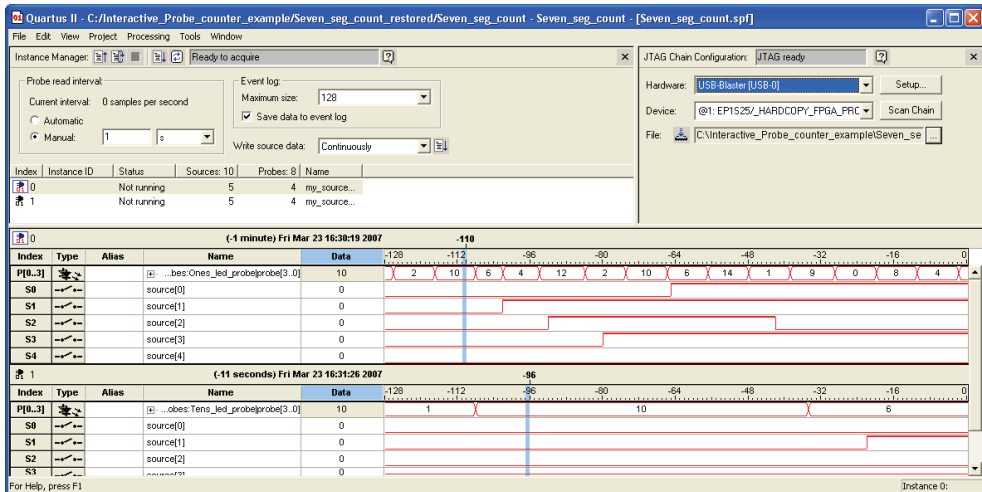 Quartus II - C:/Interactive_Probe_counter_example/Seven_seg_count_restored/Seven_seg_count - Seven_seg_count - [Seven_seg_count.spf]
File Edit View Project Processing Tools Window
Instance Manager: Ready to acquire
JTAG Chain Configuration: JTAG ready
Probe read interval:
Current interval: 0 samples per second
Automatic
Manual: 1 s
Event log:
Maximum size: 128
Save data to event log
Write source data: Continuously
Hardware: USB-Blaster [USB-0] Setup...
Device: @1: EP1S25/_HARDCOPY_FPGA_PRC Scan Chain
File: C:\Interactive_Probe_counter_example\Seven_se ...
Index Instance ID Status Sources: 10 Probes: 8 Name
0 Not running 5 4 my_source...
1 Not running 5 4 my_source...
0 (-1 minute) Fri Mar 23 16:30:19 2007 -110
Index Type Alias Name Data -128 -112 -96 -80 -64 -48 -32 -16 0
P[0..3] ...bes:Ones_led_probe|probe[3..0] 10 2 10 6 4 12 2 10 6 14 1 9 0 8 4
S0 source[0] 0
S1 source[1] 0
S2 source[2] 0
S3 source[3] 0
S4 source[4] 0
1 (-11 seconds) Fri Mar 23 16:31:26 2007 -96
Index Type Alias Name Data -128 -112 -96 -80 -64 -48 -32 -16 0
P[0..3] ...obes:Tens_led_probe|probe[3..0] 10 1 10 6
S0 source[0] 0
S1 source[1] 0
S2 source[2] 0
S3 source[3] 0
For Help, press F1 Instance 0: